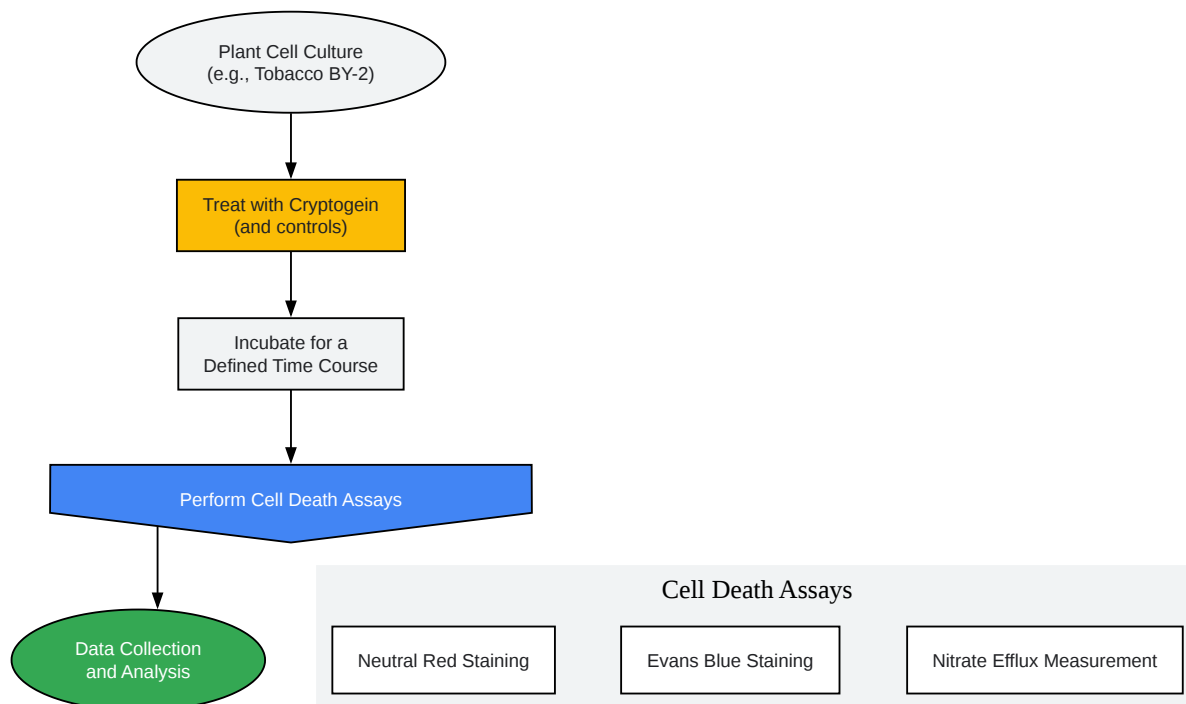 Plant Cell Culture
(e.g., Tobacco BY-2)
Treat with Cryptogein
(and controls)
Incubate for a
Defined Time Course
Perform Cell Death Assays
Data Collection
and Analysis
Cell Death Assays
Neutral Red Staining
Evans Blue Staining
Nitrate Efflux Measurement